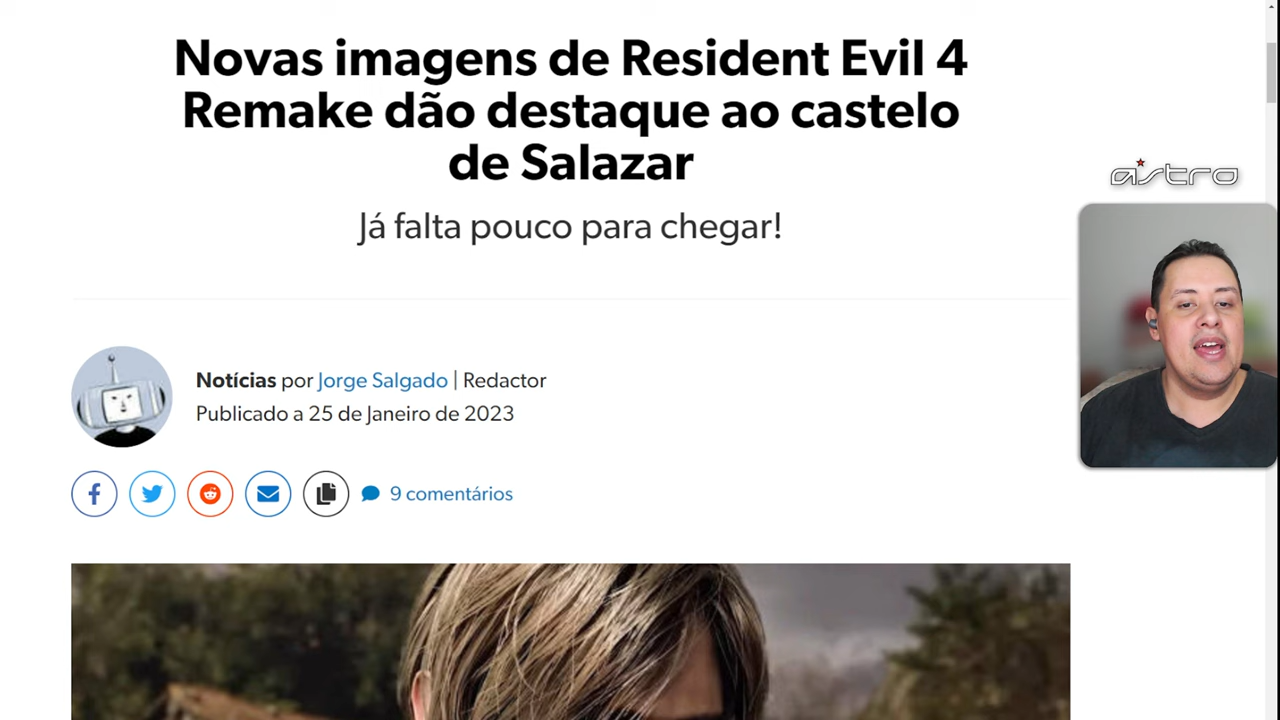 Novas imagens de Resident Evil 4
Remake dão destaque ao castelo
de Salazar
Já falta pouco para chegar!
astro
Notícias por Jorge Salgado | Redactor
Publicado a 25 de Janeiro de 2023
9 comentários